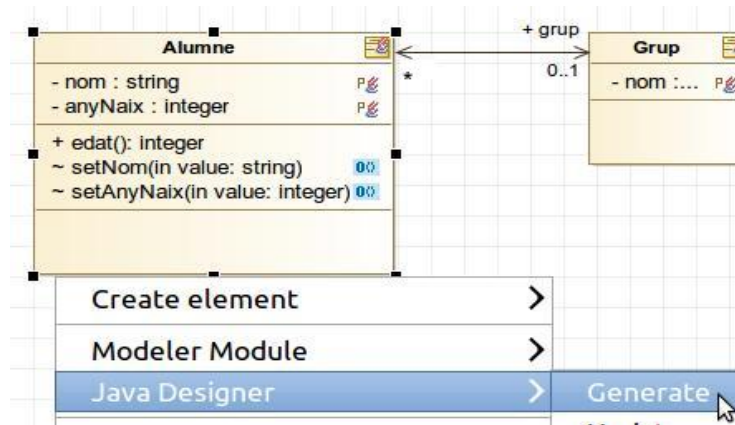 Alumne
- nom : string
- anyNaix : integer
+ edat(): integer
~ setNom(in value: string)
~ setAnyNaix(in value: integer)
*
+ grup
0..1
Grup
- nom :...
Create element
Modeler Module
Java Designer
Generate